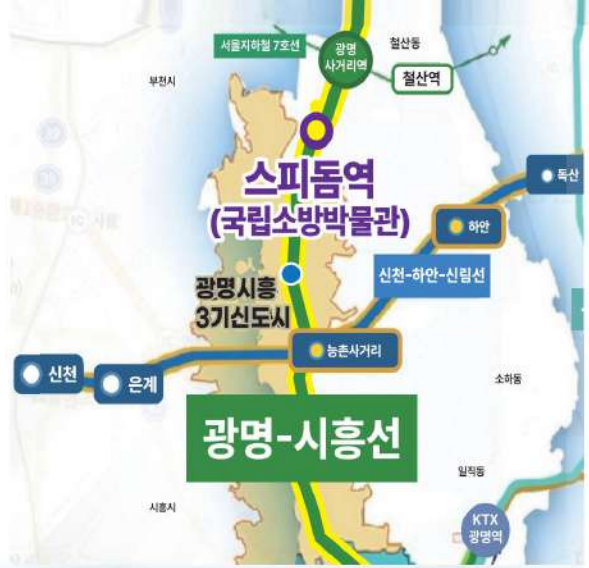 서울지하철 7호선
광명
사거리역
철산동
철산역
부천시
스피돔역
(국립소방박물관)
독산
하안
신천-하안-신림선
광명시흥
3기신도시
능촌사거리
신천
은계
소하동
광명-시흥선
일직동
시흥시
KTX
광명역